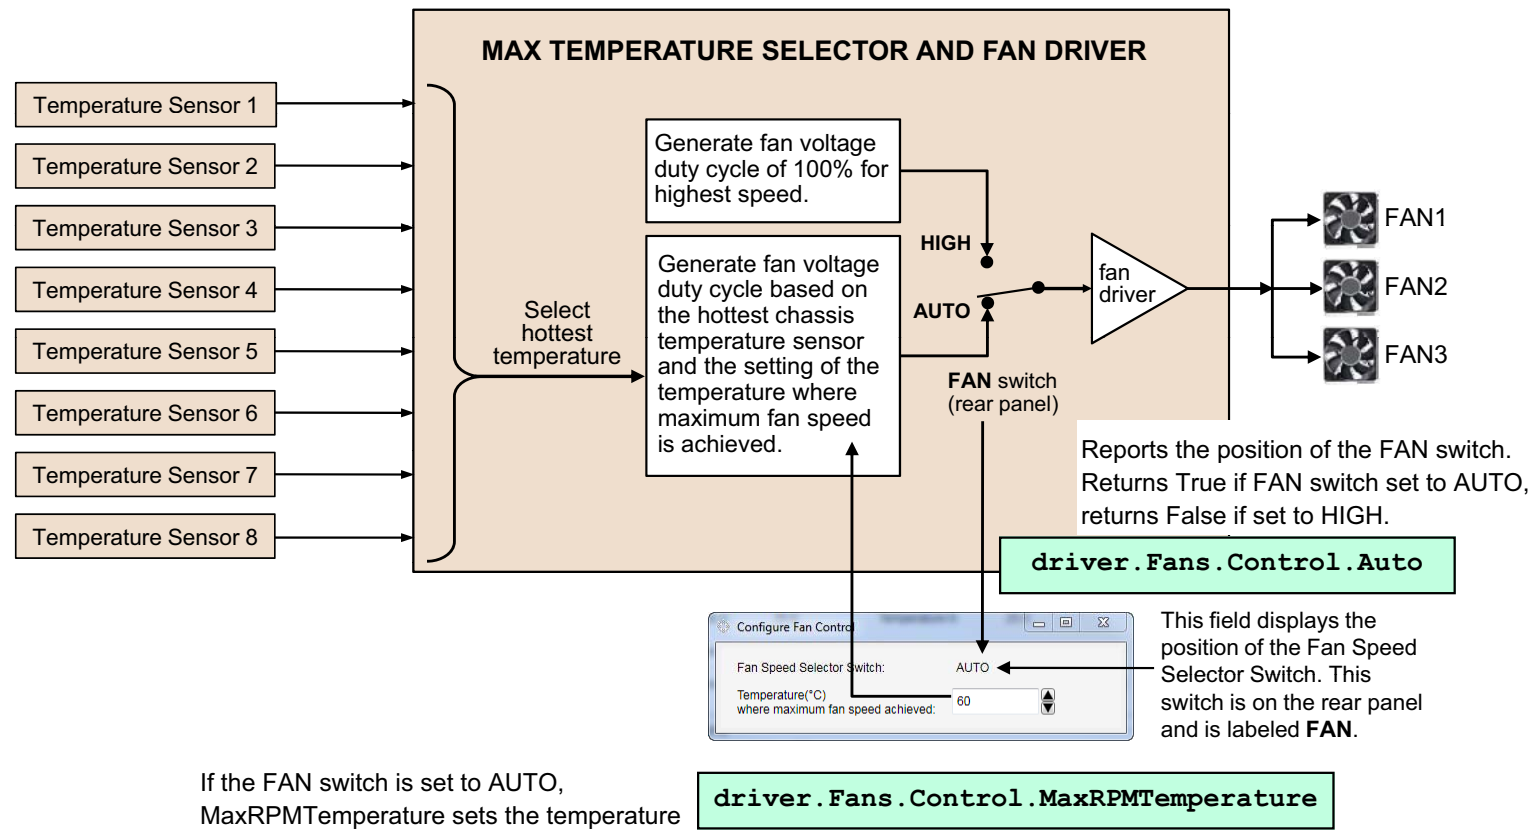 MAX TEMPERATURE SELECTOR AND FAN DRIVER
Temperature Sensor 1
Temperature Sensor 2
Temperature Sensor 3
Temperature Sensor 4
Temperature Sensor 5
Temperature Sensor 6
Temperature Sensor 7
Temperature Sensor 8
Select
hottest
temperature
Generate fan voltage
duty cycle of 100% for
highest speed.
Generate fan voltage
duty cycle based on
the hottest chassis
temperature sensor
and the setting of the
temperature where
maximum fan speed
is achieved.
HIGH
AUTO
FAN switch
(rear panel)
fan
driver
FAN1
FAN2
FAN3
Reports the position of the FAN switch.
Returns True if FAN switch set to AUTO,
returns False if set to HIGH.
driver.Fans.Control.Auto
Configure Fan Control
Fan Speed Selector Switch:
AUTO
Temperature(°C)
where maximum fan speed achieved:
60
This field displays the
position of the Fan Speed
Selector Switch. This
switch is on the rear panel
and is labeled FAN.
If the FAN switch is set to AUTO,
MaxRPMTemperature sets the temperature
driver.Fans.Control.MaxRPMTemperature